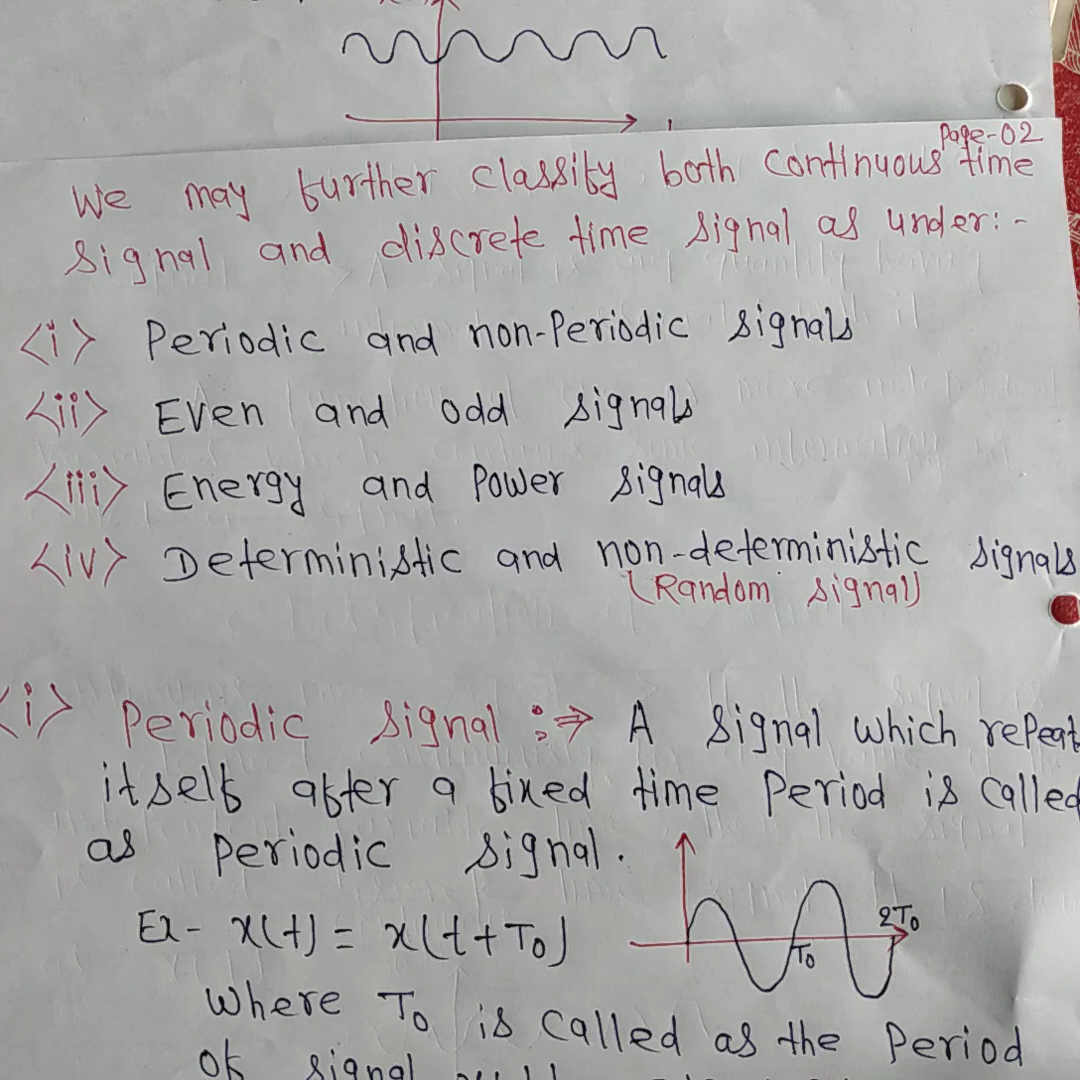 Page-02
We may further classify both continuous time
signal and discrete time signal as under:-
<i> Periodic and non-Periodic signals
<ii> Even and odd signals
<iii> Energy and Power signals
<iv> Deterministic and non-deterministic signals
(Random signal)
<i> Periodic signal :⇒ A signal which repeat
itself after a fixed time Period is called
as Periodic signal.
Ex- x(t) = x(t+T₀)
T₀ 2T₀
where T₀ is called as the Period
of signal